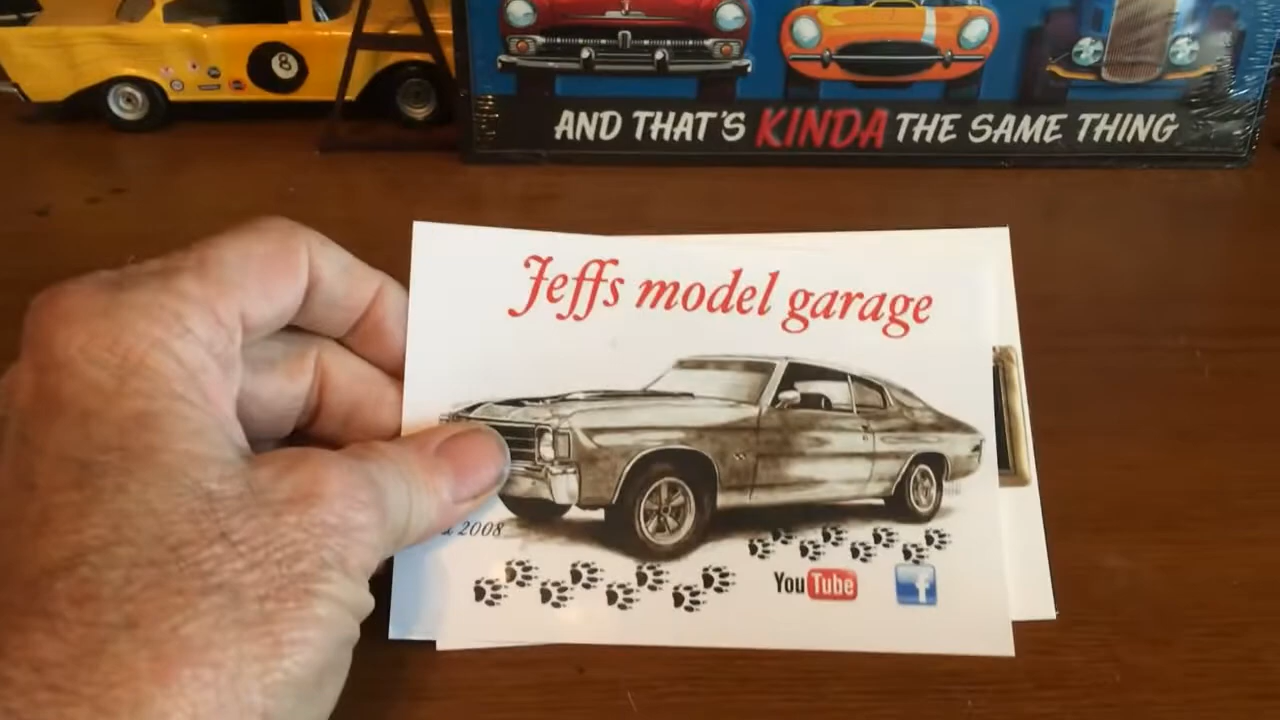 8
AND THAT'S KINDA THE SAME THING
Jeffs model garage
2008
YouTube
f